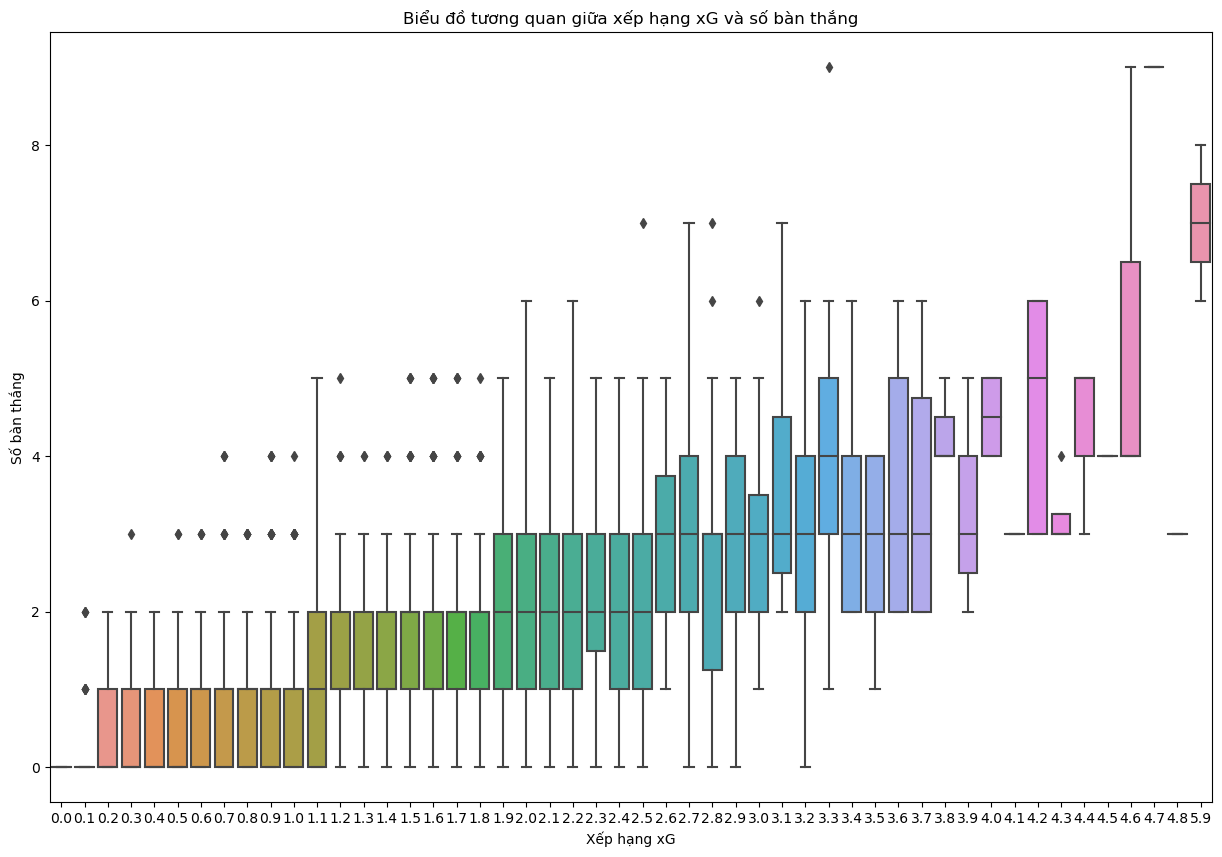 Biểu đồ tương quan giữa xếp hạng xG và số bàn thắng
8
6
4
2
0
Số bàn thắng
0.0 0.1 0.2 0.3 0.4 0.5 0.6 0.7 0.8 0.9 1.0 1.1 1.2 1.3 1.4 1.5 1.6 1.7 1.8 1.9 2.0 2.1 2.2 2.3 2.4 2.5 2.6 2.7 2.8 2.9 3.0 3.1 3.2 3.3 3.4 3.5 3.6 3.7 3.8 3.9 4.0 4.1 4.2 4.3 4.4 4.5 4.6 4.7 4.8 5.9
Xếp hạng xG